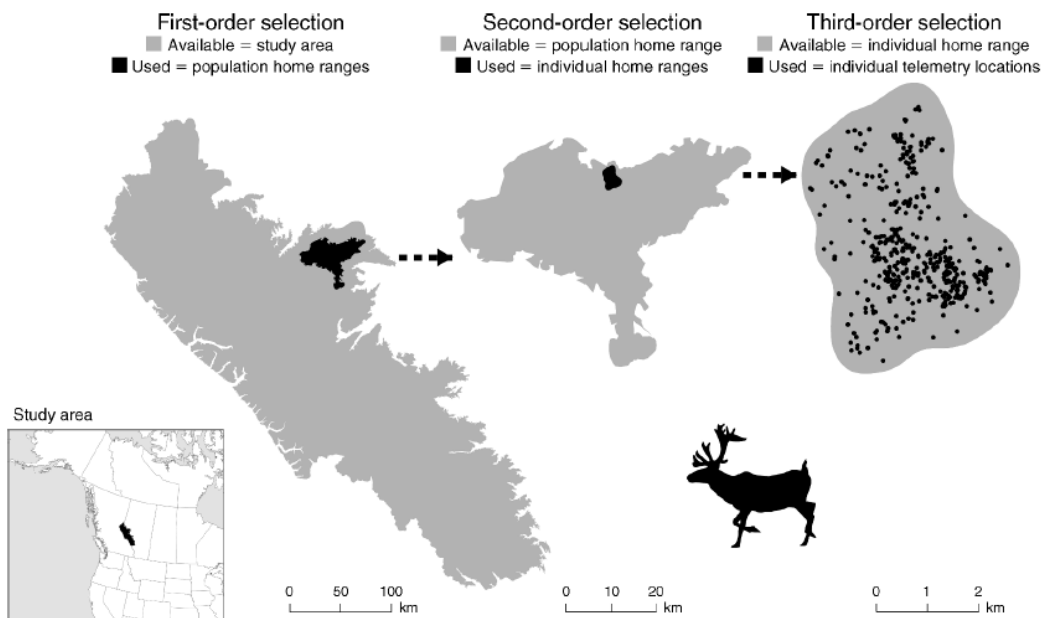 First-order selection
Available = study area
Used = population home ranges
Second-order selection
Available = population home range
Used = individual home ranges
Third-order selection
Available = individual home range
Used = individual telemetry locations
Study area
0 50 100
km
0 10 20
km
0 1 2
km